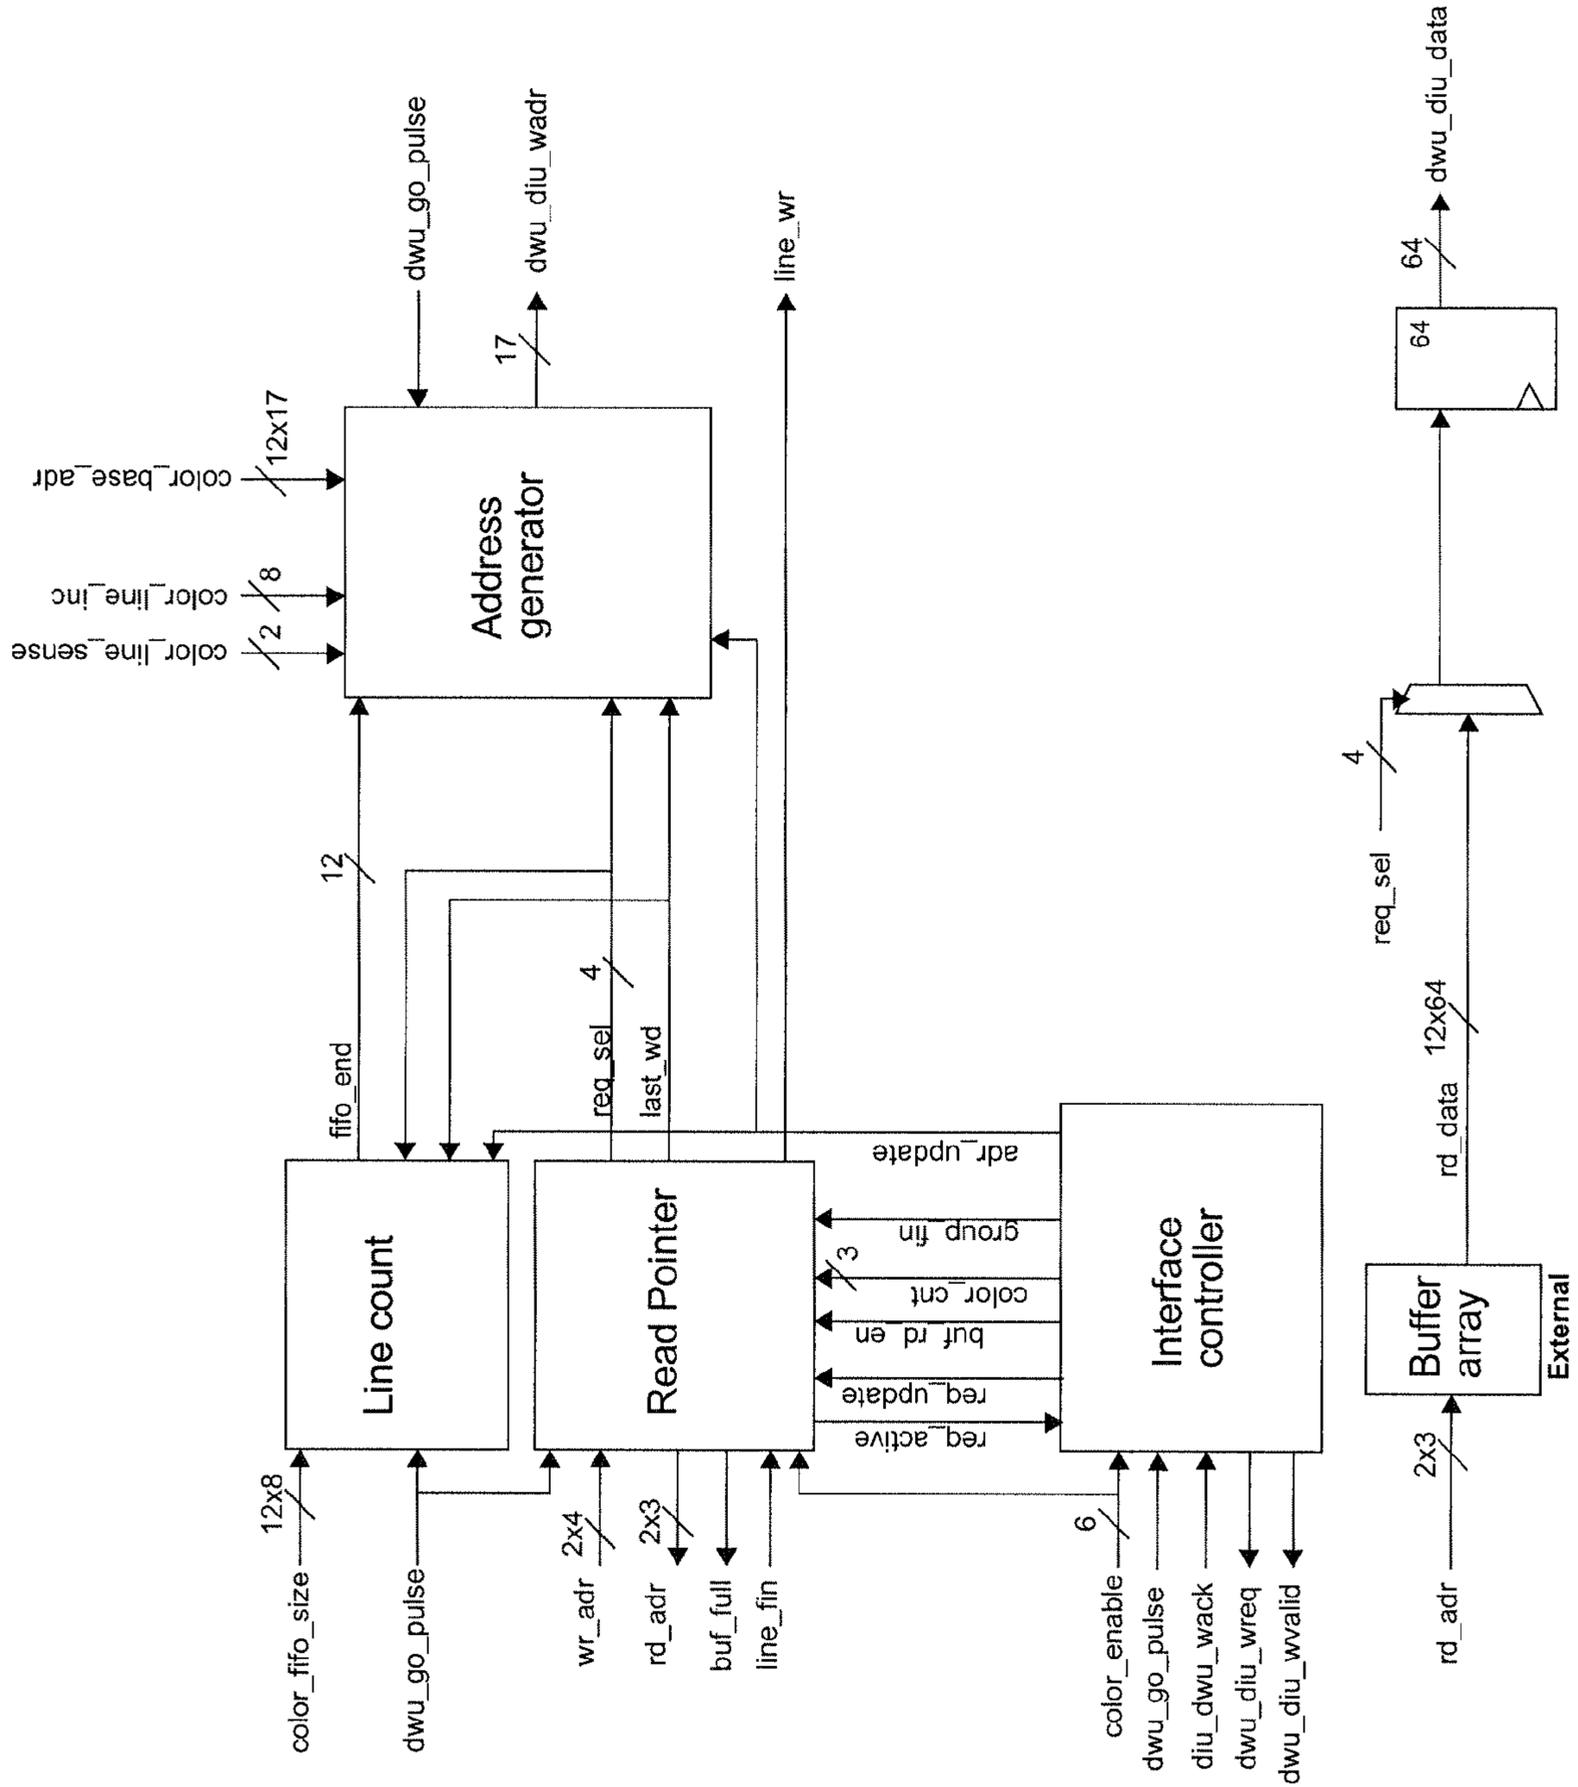 color_fifo_size
12x8
dwu_go_pulse
Line count
fifo_end
12
color_line_sense
2
color_line_inc
8
color_base_adr
12x17
Address
generator
dwu_go_pulse
17
dwu_diu_wadr
wr_adr
2x4
rd_adr
2x3
buf_full
line_fin
Read Pointer
req_sel
4
last_wd
line_wr
req_active
req_update
buf_rd_en
color_cnt
3
group_fin
adr_update
color_enable
6
dwu_go_pulse
diu_dwu_wack
dwu_diu_wreq
dwu_diu_wvalid
Interface
controller
rd_adr
2x3
Buffer
array
External
rd_data
12x64
req_sel
4
64
64
dwu_diu_data